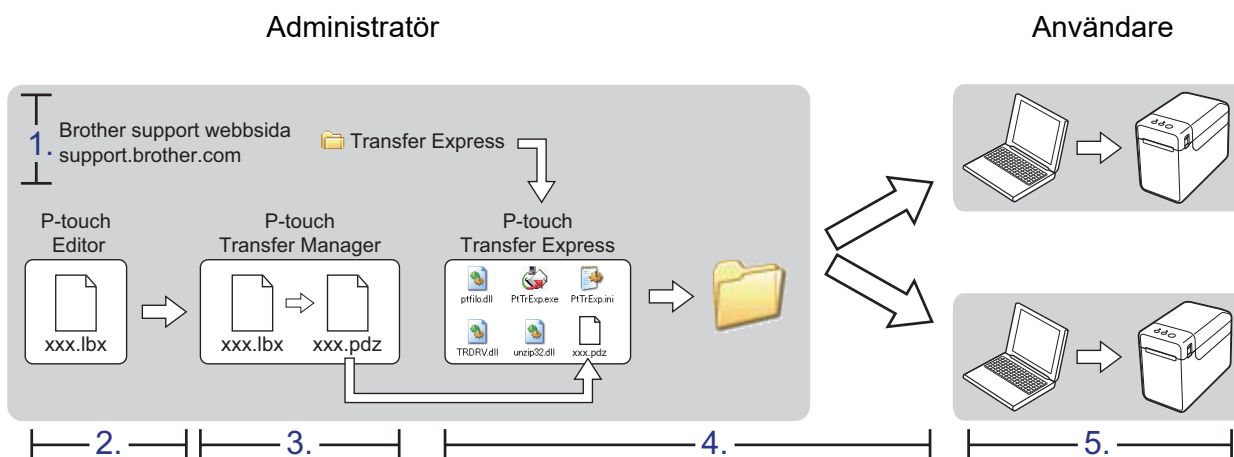 Administratör
Användare
1.
Brother support webbsida
support.brother.com
Transfer Express
P-touch
Editor
xxx.lbx
P-touch
Transfer Manager
xxx.lbx
xxx.pdz
P-touch
Transfer Express
ptfilo.dll
PtTrExp.exe
PtTrExp.ini
TRDRV.dll
unzip32.dll
xxx.pdz
2.
3.
4.
5.